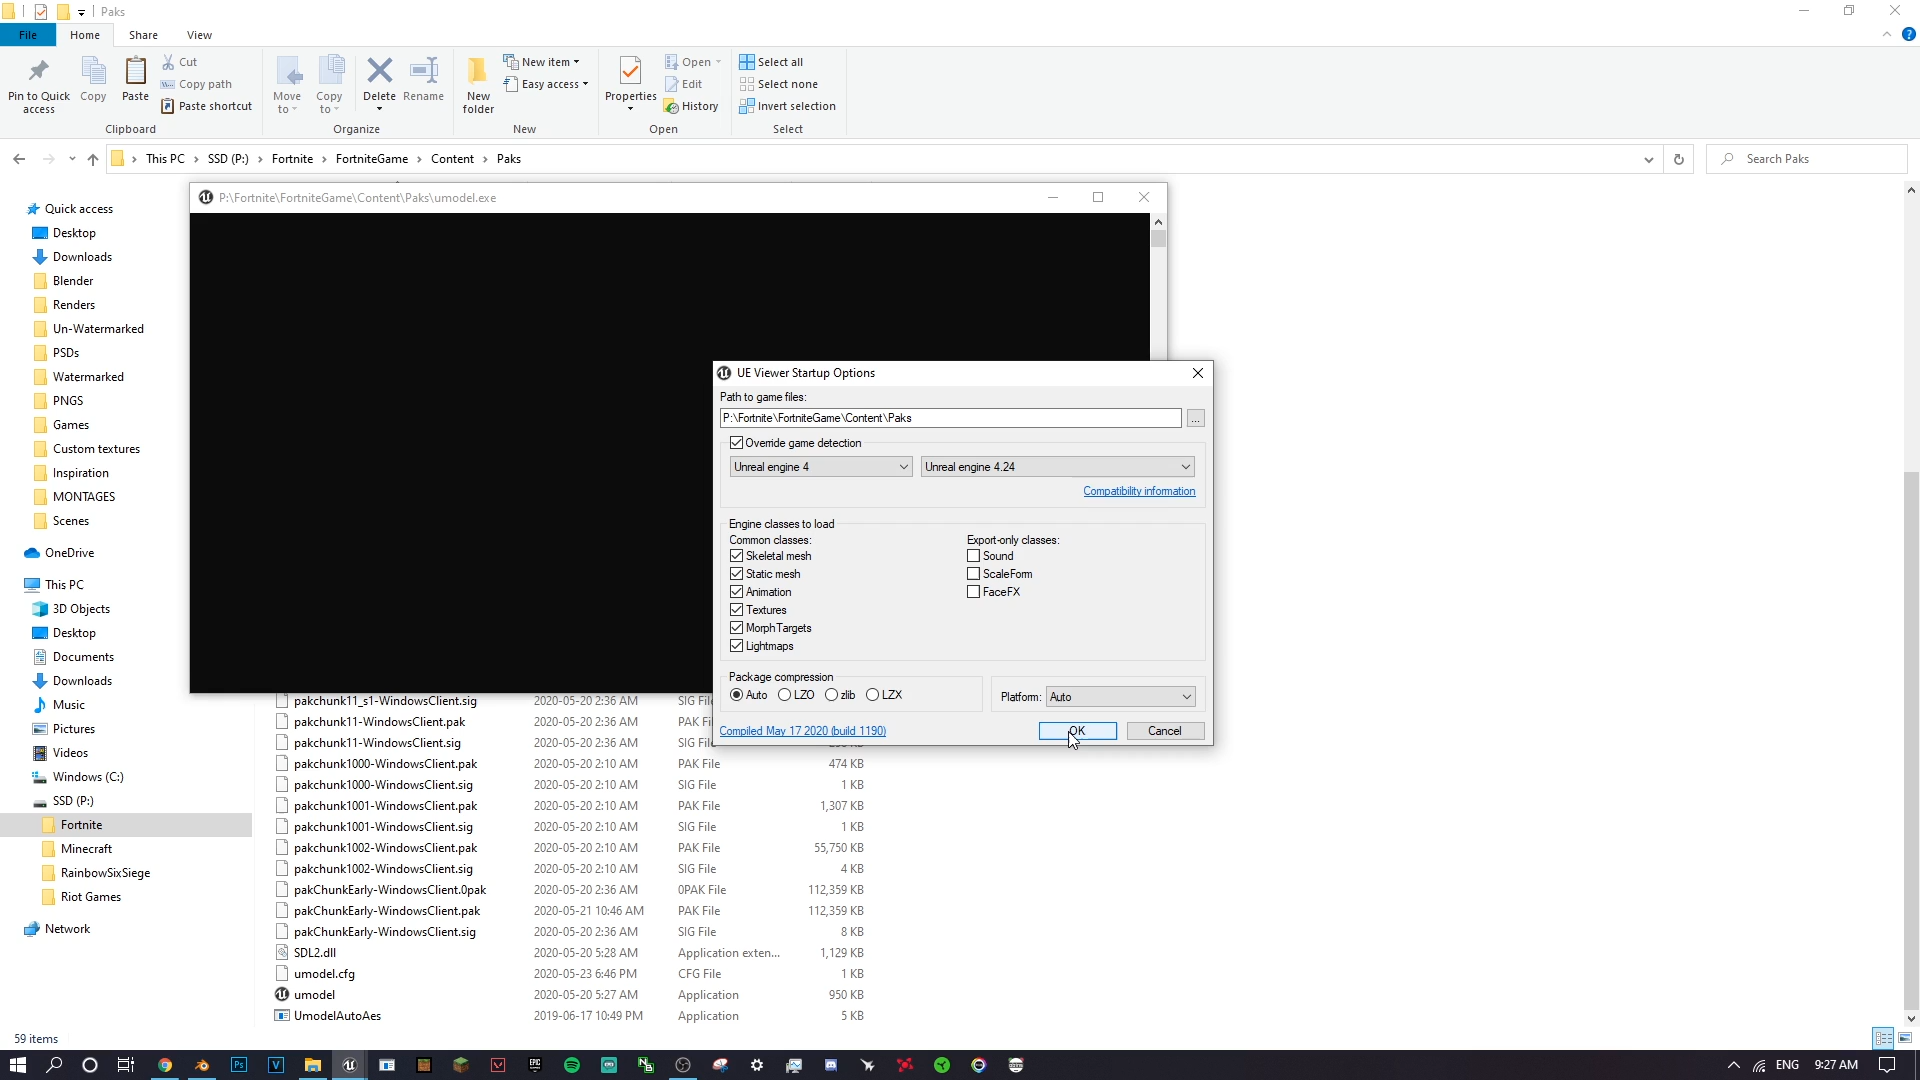 Paks
File
Home
Share
View
Pin to Quick
access
Copy
Paste
Cut
Copy path
Paste shortcut
Clipboard
Move
to
Copy
to
Delete
Rename
Organize
New
folder
New item
Easy access
New
Properties
Open
Edit
History
Open
Select all
Select none
Invert selection
Select
This PC > SSD (P:) > Fortnite > FortniteGame > Content > Paks
Search Paks
Quick access
Desktop
Downloads
Blender
Renders
Un-Watermarked
PSDs
Watermarked
PNGS
Games
Custom textures
Inspiration
MONTAGES
Scenes
OneDrive
This PC
3D Objects
Desktop
Documents
Downloads
Music
Pictures
Videos
Windows (C:)
SSD (P:)
Fortnite
Minecraft
RainbowSixSiege
Riot Games
Network
P:\Fortnite\FortniteGame\Content\Paks\umodel.exe
UE Viewer Startup Options
Path to game files:
P:\Fortnite\FortniteGame\Content\Paks
...
Override game detection
Unreal engine 4
Unreal engine 4.24
Compatibility information
Engine classes to load
Common classes:
Skeletal mesh
Static mesh
Animation
Textures
MorphTargets
Lightmaps
Export-only classes:
Sound
ScaleForm
FaceFX
Package compression
Auto LZO zlib LZX
Platform: Auto
Compiled May 17 2020 (build 1190)
OK
Cancel
pakchunk11_s1-WindowsClient.sig 2020-05-20 2:36 AM SIG
pakchunk11-WindowsClient.pak 2020-05-20 2:36 AM PAK
pakchunk11-WindowsClient.sig 2020-05-20 2:36 AM SIG
pakchunk1000-WindowsClient.pak 2020-05-20 2:10 AM PAK File 474 KB
pakchunk1000-WindowsClient.sig 2020-05-20 2:10 AM SIG File 1 KB
pakchunk1001-WindowsClient.pak 2020-05-20 2:10 AM PAK File 1,307 KB
pakchunk1001-WindowsClient.sig 2020-05-20 2:10 AM SIG File 1 KB
pakchunk1002-WindowsClient.pak 2020-05-20 2:10 AM PAK File 55,750 KB
pakchunk1002-WindowsClient.sig 2020-05-20 2:10 AM SIG File 4 KB
pakChunkEarly-WindowsClient.0pak 2020-05-20 2:36 AM 0PAK File 112,359 KB
pakChunkEarly-WindowsClient.pak 2020-05-21 10:46 AM PAK File 112,359 KB
pakChunkEarly-WindowsClient.sig 2020-05-20 2:36 AM SIG File 8 KB
SDL2.dll 2020-05-20 5:28 AM Application exten... 1,129 KB
umodel.cfg 2020-05-23 6:46 PM CFG File 1 KB
umodel 2020-05-20 5:27 AM Application 950 KB
UmodelAutoAes 2019-06-17 10:49 PM Application 5 KB
59 items
ENG
9:27 AM